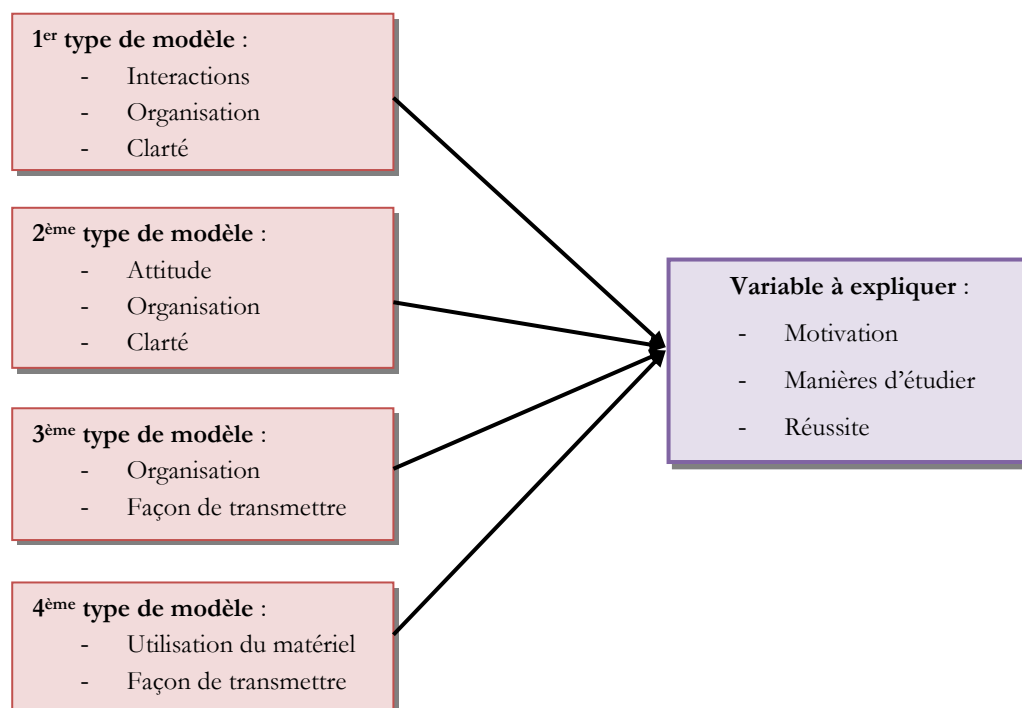 1er type de modèle :
- Interactions
- Organisation
- Clarté
2ème type de modèle :
- Attitude
- Organisation
- Clarté
3ème type de modèle :
- Organisation
- Façon de transmettre
4ème type de modèle :
- Utilisation du matériel
- Façon de transmettre
Variable à expliquer :
- Motivation
- Manières d'étudier
- Réussite